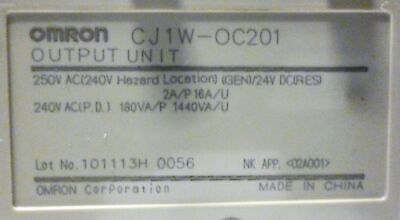 OMRON CJ1W-OC201
OUTPUT UNIT
250V AC(240V Hazard Location) (GEN)/24V DC(RES)
2A/P 16A/U
240V AC(P.D.) 180VA/P 1440VA/U
Lot No.101113H 0056 NK APP. <02A001>
OMRON Corporation MADE IN CHINA